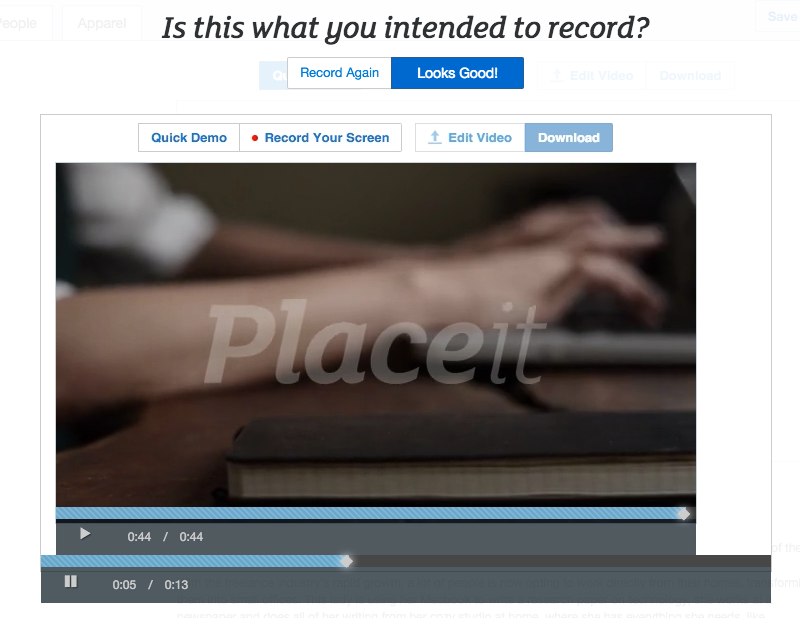 People
Apparel
Save
Is this what you intended to record?
Record Again
Looks Good!
Edit Video
Download
Quick Demo
Record Your Screen
Edit Video
Download
Placeit
0:44 / 0:44
of the
0:05 / 0:13
newspaper and does all of her writing from her cozy studio at home, where she has everything she needs, like